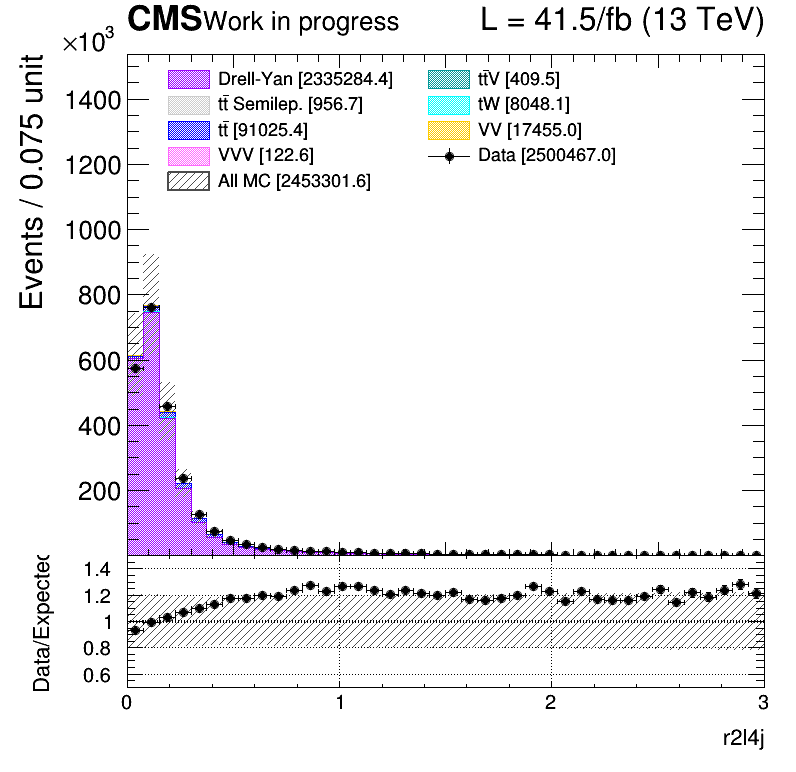 CMS Work in progress L = 41.5/fb (13 TeV)
×10³
Drell-Yan [2335284.4] tt̄V [409.5]
tt̄ Semilep. [956.7] tW [8048.1]
tt̄ [91025.4] VV [17455.0]
VVV [122.6] Data [2500467.0]
All MC [2453301.6]
Events / 0.075 unit
1400
1200
1000
800
600
400
200
Data/Expected
1.4
1.2
1
0.8
0.6
0 1 2 3
r2l4j